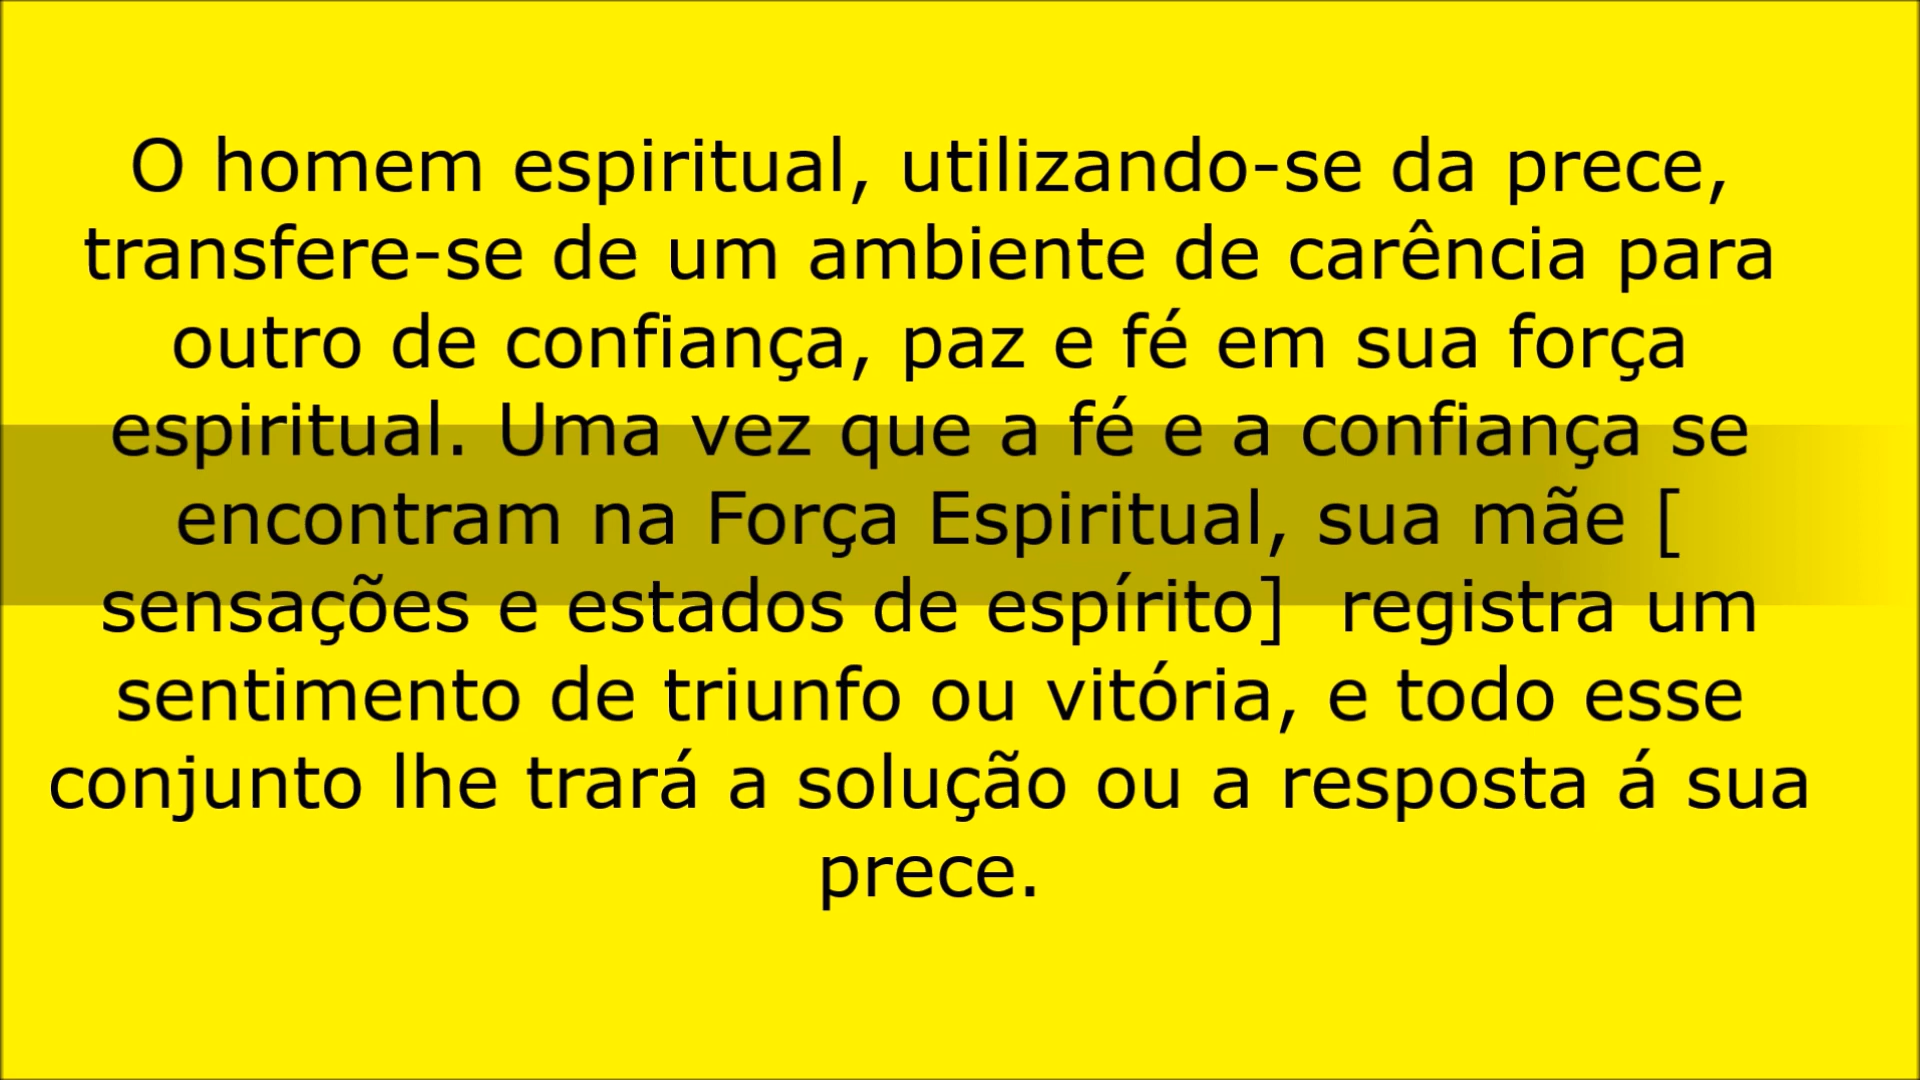 O homem espiritual, utilizando-se da prece,
transfere-se de um ambiente de carência para
outro de confiança, paz e fé em sua força
espiritual. Uma vez que a fé e a confiança se
encontram na Força Espiritual, sua mãe [
sensações e estados de espírito]  registra um
sentimento de triunfo ou vitória, e todo esse
conjunto lhe trará a solução ou a resposta á sua
prece.